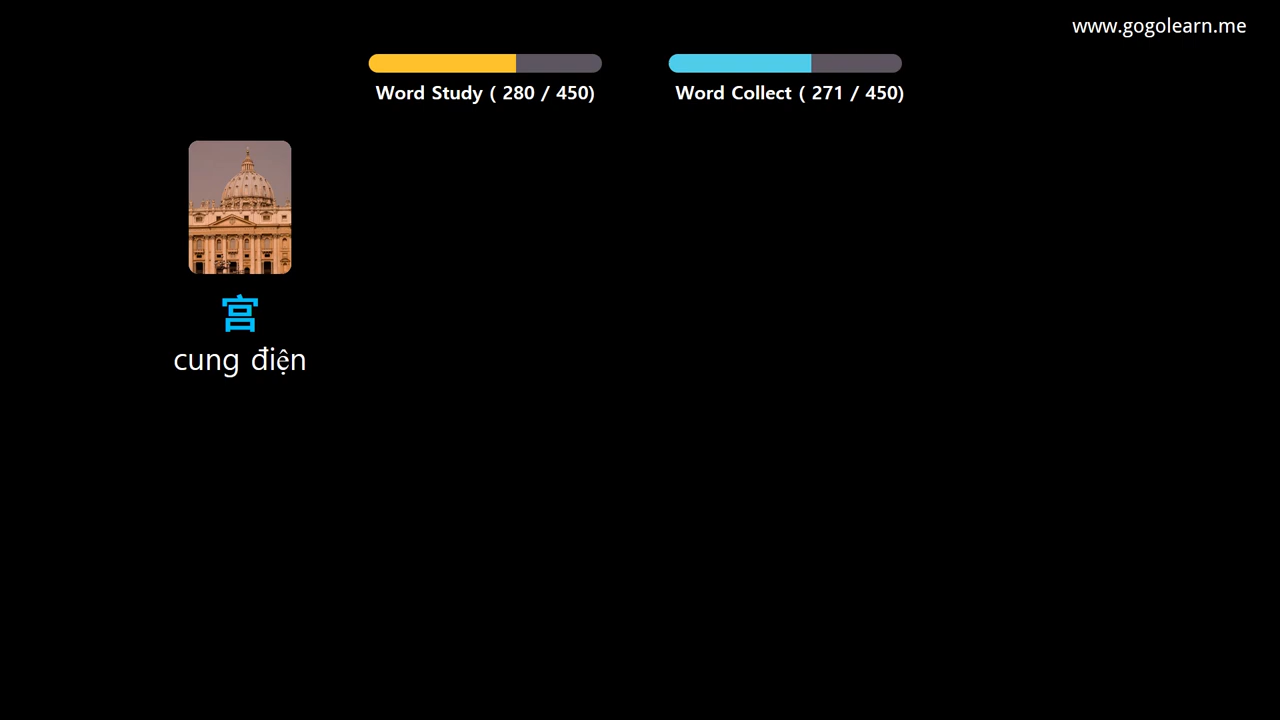 www.gogolearn.me
Word Study ( 280 / 450)
Word Collect ( 271 / 450)
宫
cung điện